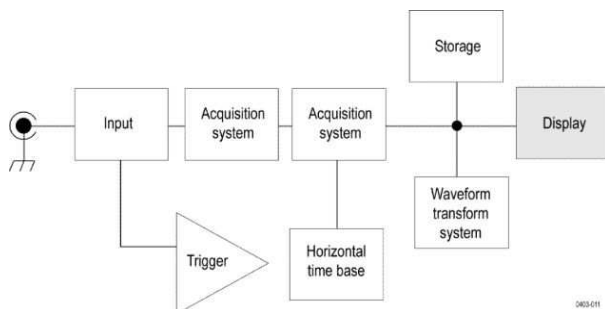 Storage
Input
Acquisition
system
Acquisition
system
Display
Waveform
transform
system
Trigger
Horizontal
time base
0403-011